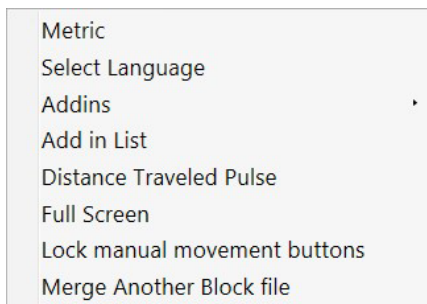 Metric
Select Language
Addins
Add in List
Distance Traveled Pulse
Full Screen
Lock manual movement buttons
Merge Another Block file